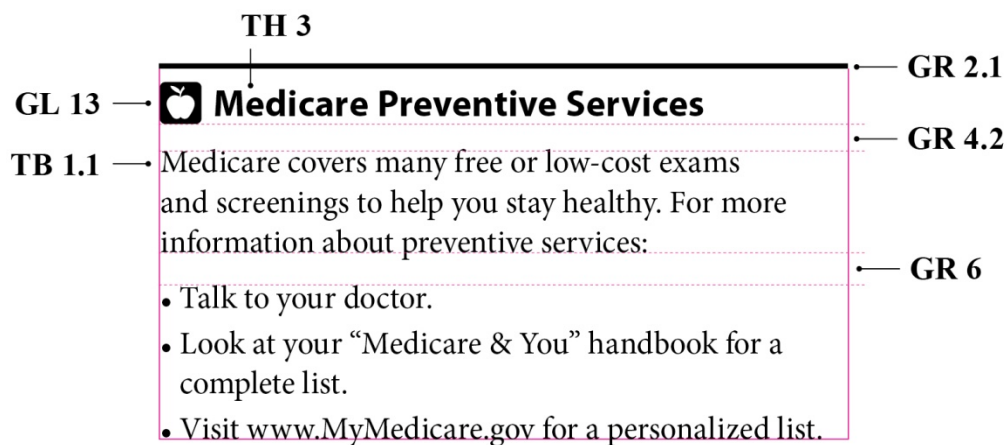 TH 3
GR 2.1
GL 13
Medicare Preventive Services
GR 4.2
TB 1.1
Medicare covers many free or low-cost exams
and screenings to help you stay healthy. For more
information about preventive services:
GR 6
• Talk to your doctor.
• Look at your “Medicare & You” handbook for a
complete list.
• Visit www.MyMedicare.gov for a personalized list.